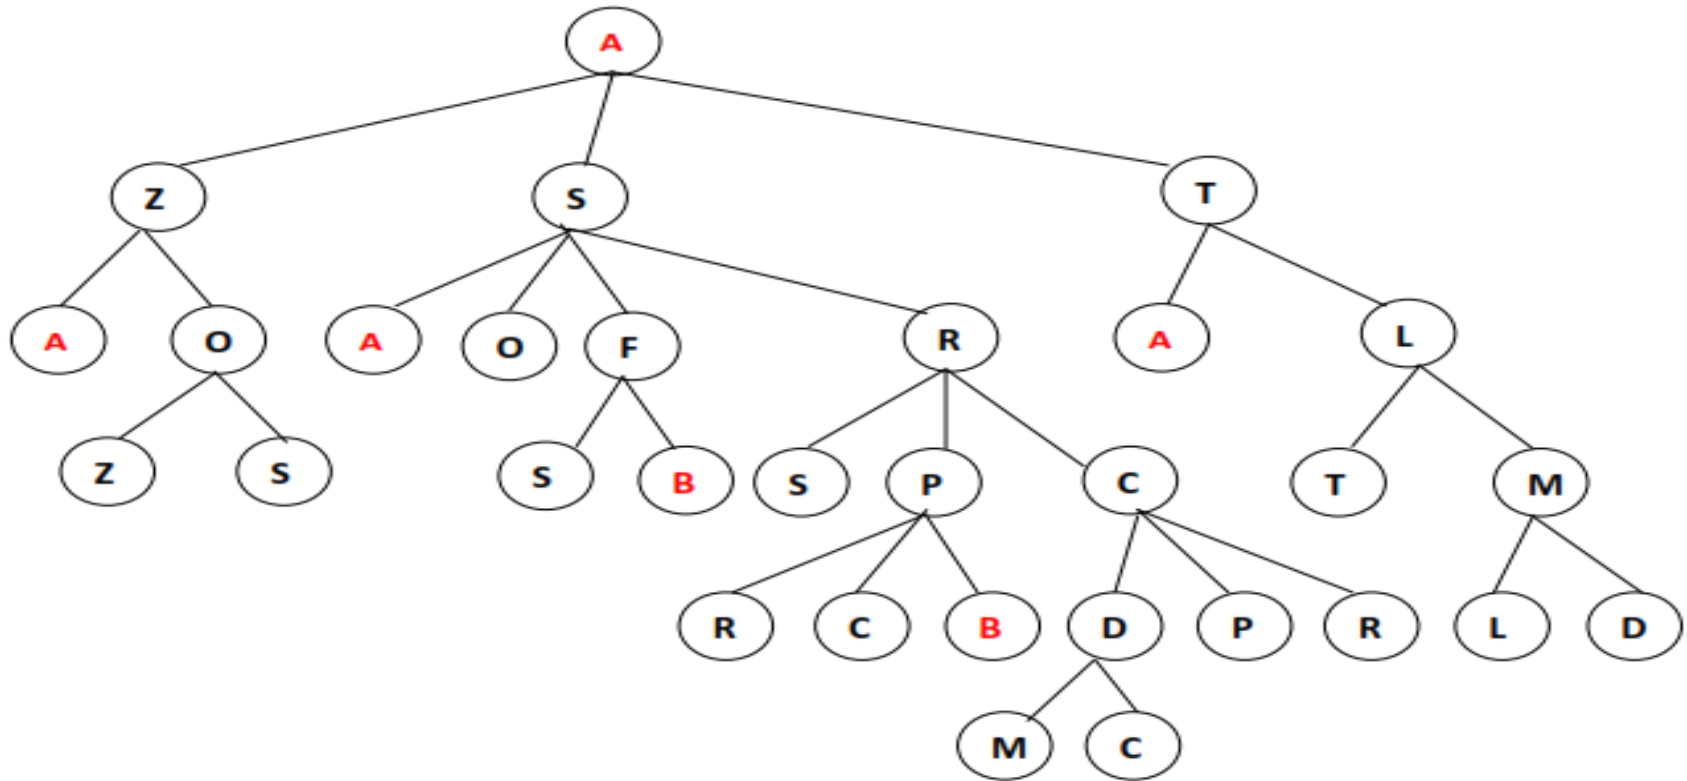 A
Z S T
A O A O F R A L
Z S S B S P C T M
R C B D P R L D
M C